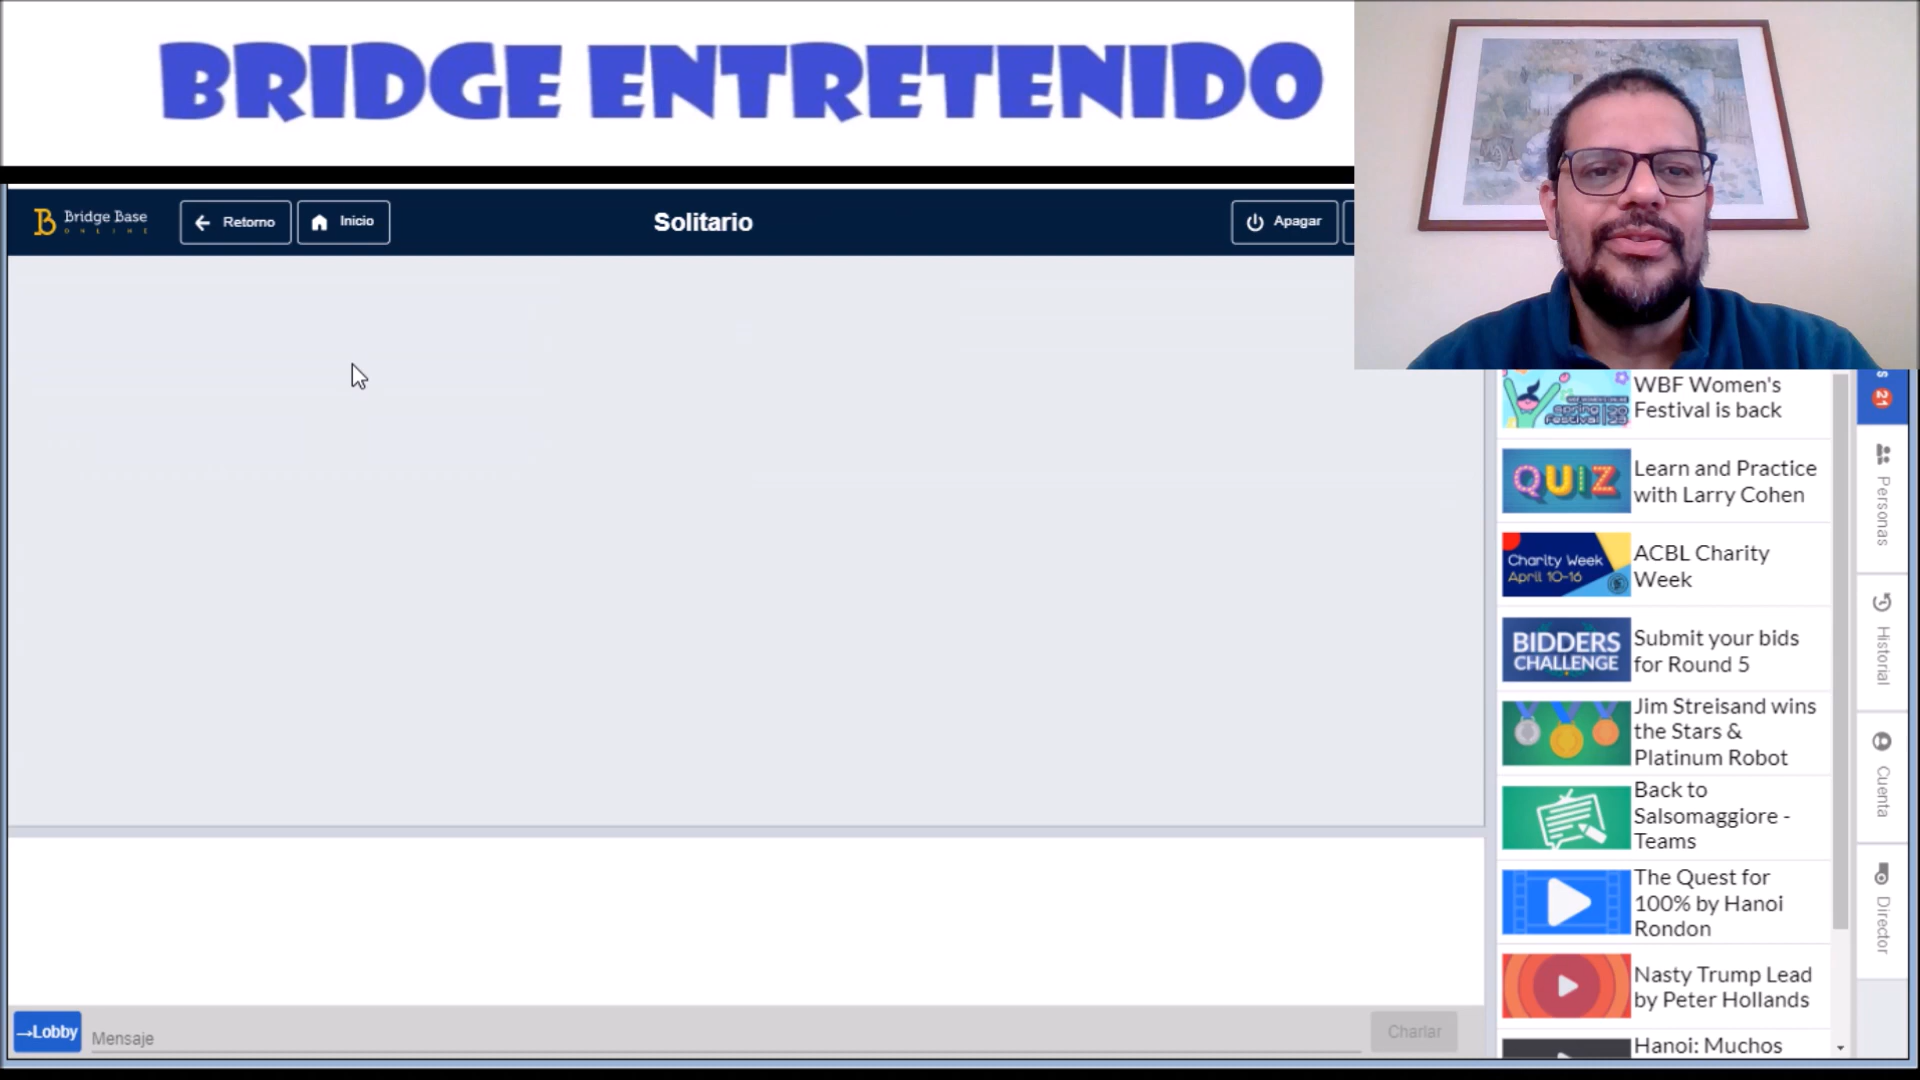 BRIDGE ENTRETENIDO
Bridge Base
ONLINE
Retorno
Inicio
Solitario
Apagar
WBF Women's
Festival is back
21
QUIZ
Learn and Practice
with Larry Cohen
Charity Week
April 10-16
ACBL Charity
Week
BIDDERS
CHALLENGE
Submit your bids
for Round 5
Jim Streisand wins
the Stars &
Platinum Robot
Back to
Salsomaggiore -
Teams
The Quest for
100% by Hanoi
Rondon
Nasty Trump Lead
by Peter Hollands
Hanoi: Muchos
Personas
Historial
Cuenta
Director
→Lobby
Mensaje
Charlar